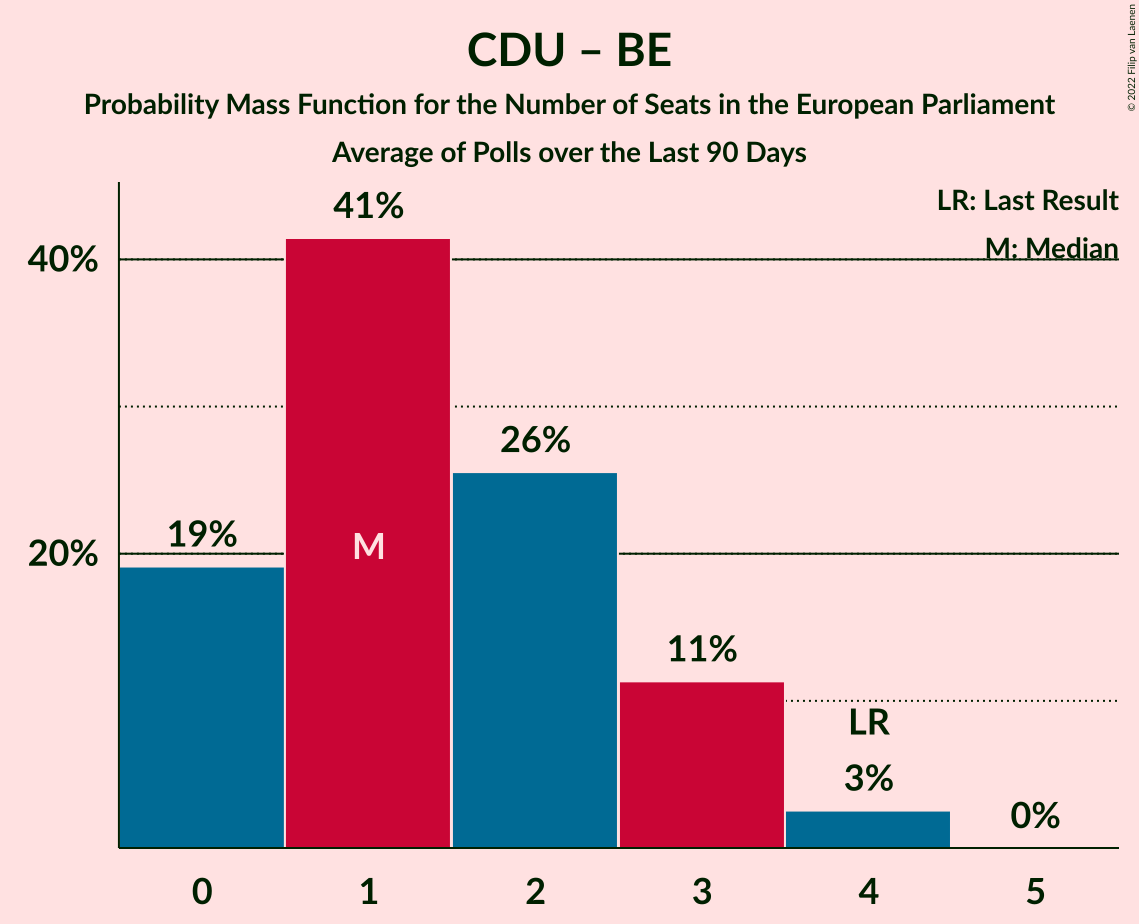 CDU – BE
Probability Mass Function for the Number of Seats in the European Parliament
Average of Polls over the Last 90 Days
© 2022 Filip van Laenen
LR: Last Result
M: Median
40%
20%
19%
41%
M
26%
11%
LR
3%
0%
0 1 2 3 4 5